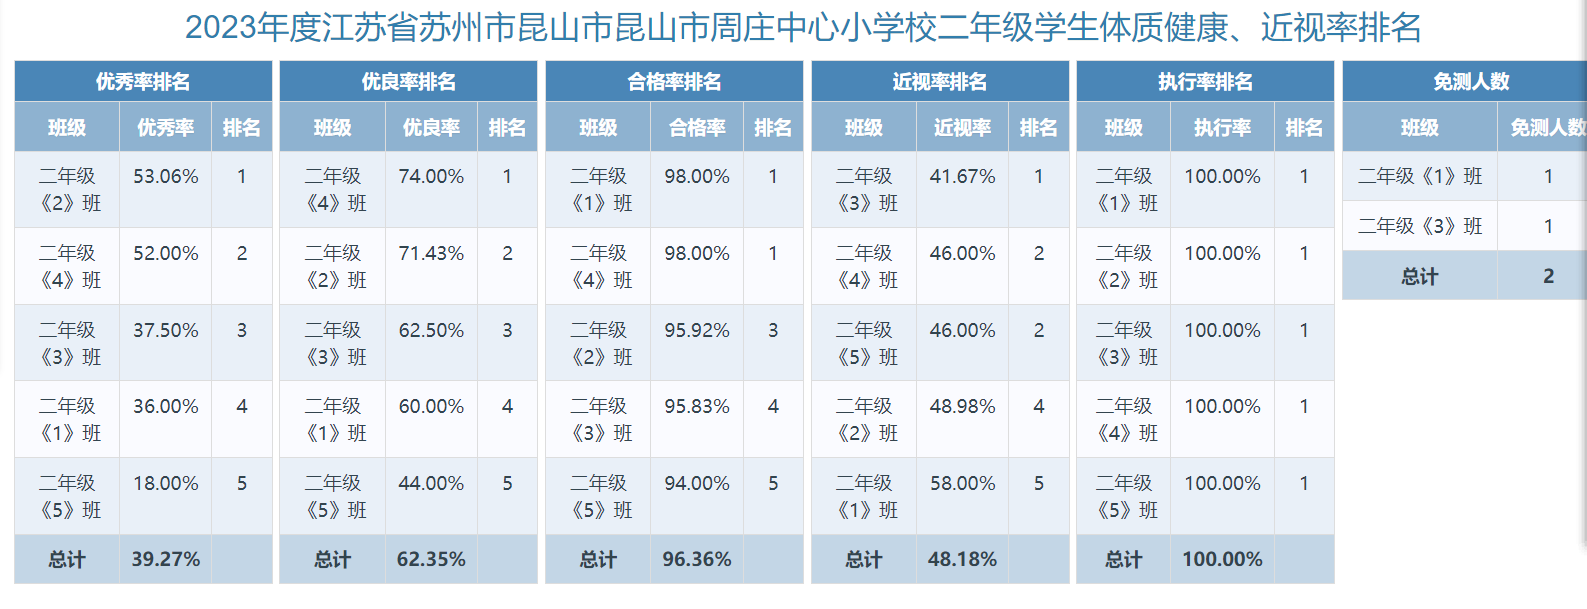 2023年度江苏省苏州市昆山市昆山市周庄中心小学校二年级学生体质健康、近视率排名
优秀率排名
班级 优秀率 排名
二年级《2》班 53.06% 1
二年级《4》班 52.00% 2
二年级《3》班 37.50% 3
二年级《1》班 36.00% 4
二年级《5》班 18.00% 5
总计 39.27%
优良率排名
班级 优良率 排名
二年级《4》班 74.00% 1
二年级《2》班 71.43% 2
二年级《3》班 62.50% 3
二年级《1》班 60.00% 4
二年级《5》班 44.00% 5
总计 62.35%
合格率排名
班级 合格率 排名
二年级《1》班 98.00% 1
二年级《4》班 98.00% 1
二年级《2》班 95.92% 3
二年级《3》班 95.83% 4
二年级《5》班 94.00% 5
总计 96.36%
近视率排名
班级 近视率 排名
二年级《3》班 41.67% 1
二年级《4》班 46.00% 2
二年级《5》班 46.00% 2
二年级《2》班 48.98% 4
二年级《1》班 58.00% 5
总计 48.18%
执行率排名
班级 执行率 排名
二年级《1》班 100.00% 1
二年级《2》班 100.00% 1
二年级《3》班 100.00% 1
二年级《4》班 100.00% 1
二年级《5》班 100.00% 1
总计 100.00%
免测人数
班级 免测人数
二年级《1》班 1
二年级《3》班 1
总计 2